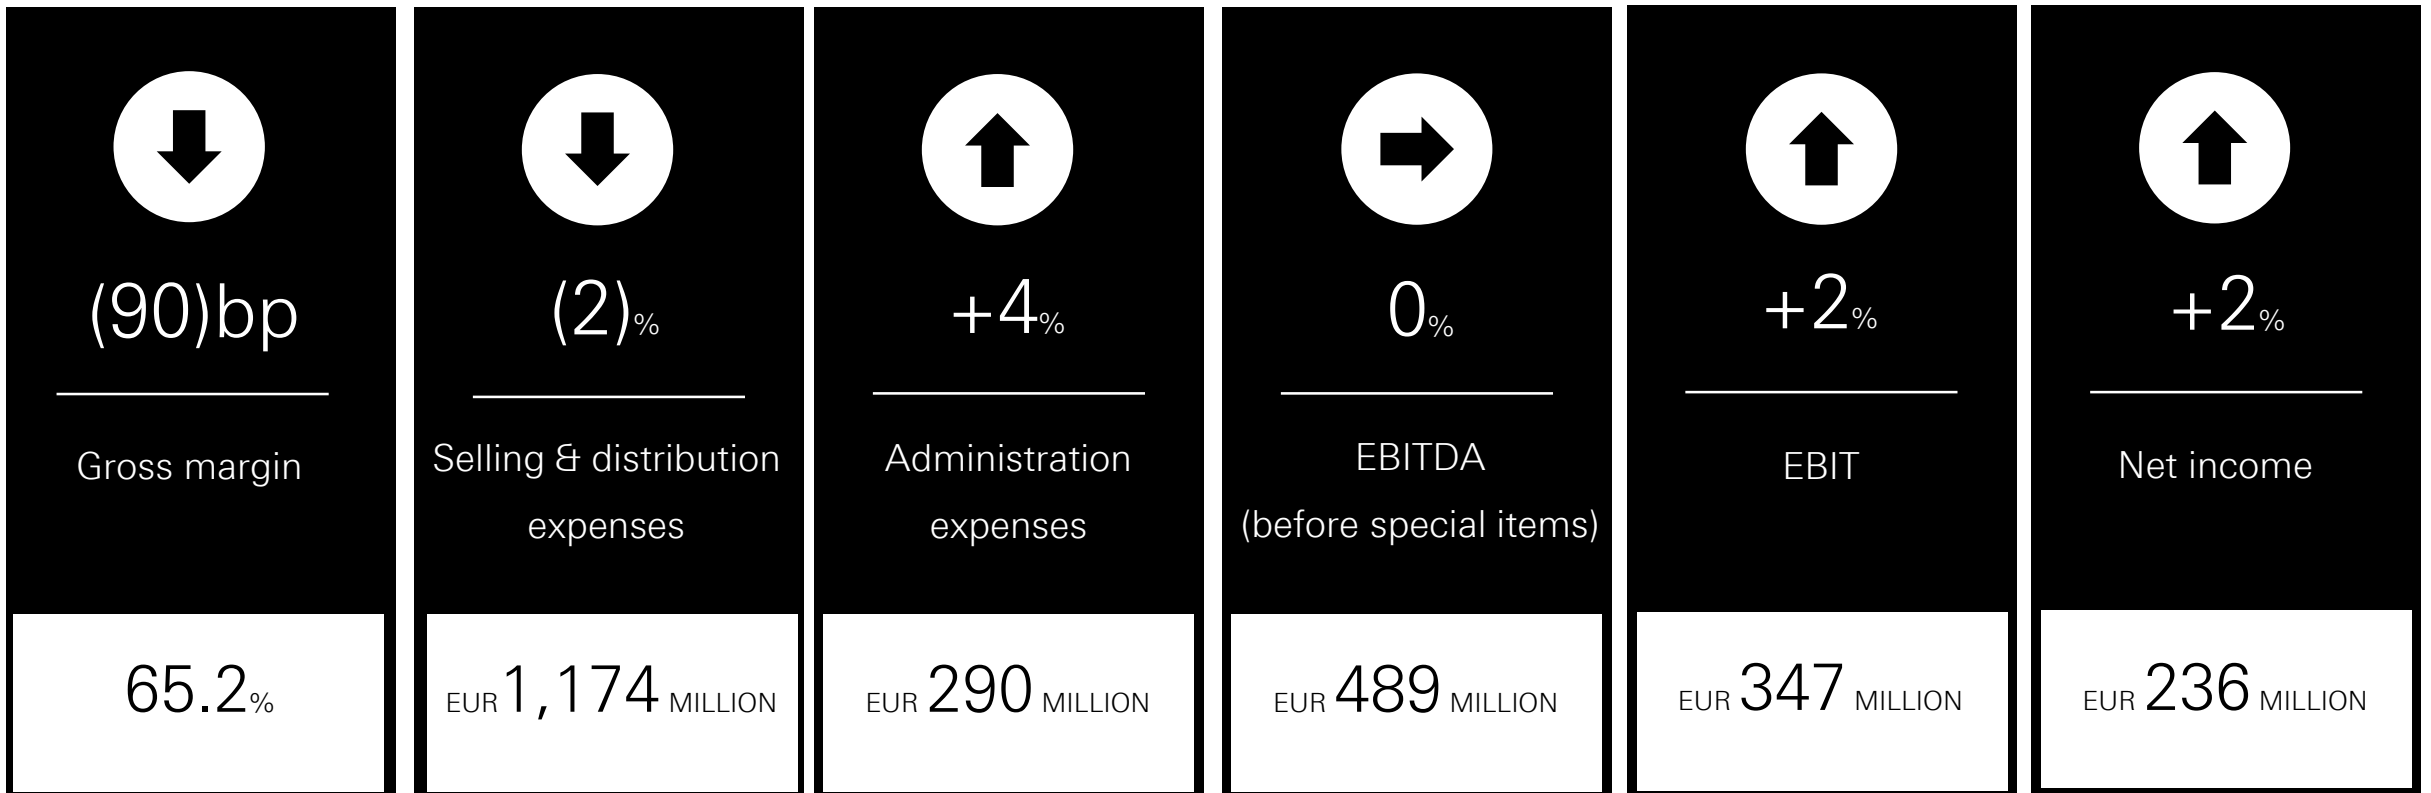 (90)bp
Gross margin
65.2%
(2)%
Selling & distribution
expenses
EUR 1,174 MILLION
+4%
Administration
expenses
EUR 290 MILLION
0%
EBITDA
(before special items)
EUR 489 MILLION
+2%
EBIT
EUR 347 MILLION
+2%
Net income
EUR 236 MILLION